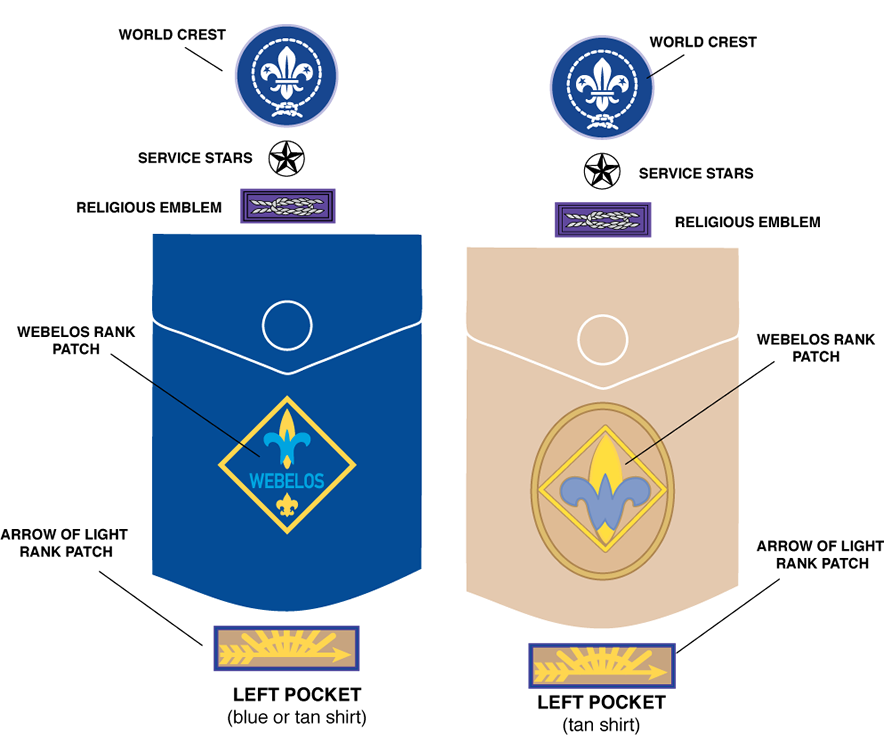 WORLD CREST
SERVICE STARS
RELIGIOUS EMBLEM
WEBELOS RANK
PATCH
WEBELOS
ARROW OF LIGHT
RANK PATCH
LEFT POCKET
(blue or tan shirt)
WORLD CREST
SERVICE STARS
RELIGIOUS EMBLEM
WEBELOS RANK
PATCH
ARROW OF LIGHT
RANK PATCH
LEFT POCKET
(tan shirt)